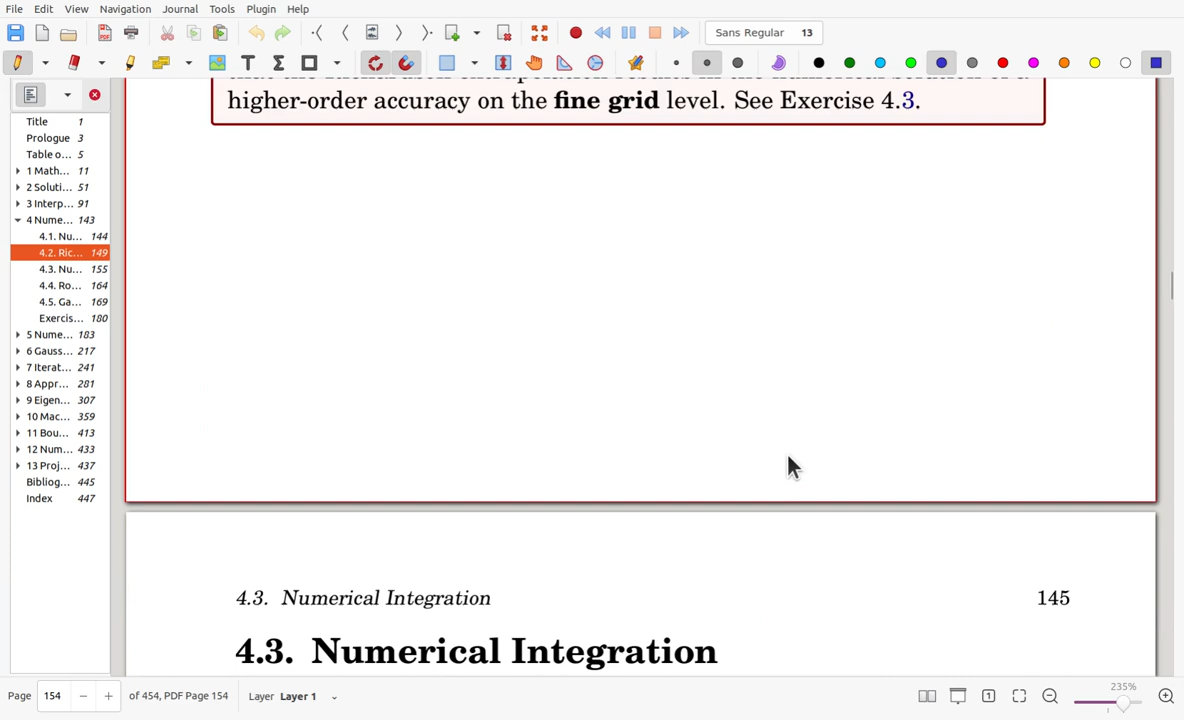 File Edit View Navigation Journal Tools Plugin Help
Sans Regular 13
Title 1
Prologue 3
Table o... 5
1 Math... 11
2 Soluti... 51
3 Interp... 91
4 Nume... 143
4.1. Nu... 144
4.2. Ric... 149
4.3. Nu... 155
4.4. Ro... 164
4.5. Ga... 169
Exercis... 180
5 Nume... 183
6 Gauss... 217
7 Iterat... 241
8 Appr... 281
9 Eigen... 307
10 Mac... 359
11 Bou... 413
12 Num... 433
13 Proj... 437
Bibliog... 445
Index 447
higher-order accuracy on the fine grid level. See Exercise 4.3.
4.3. Numerical Integration 145
4.3. Numerical Integration
Page 154 of 454, PDF Page 154 Layer Layer 1 235%